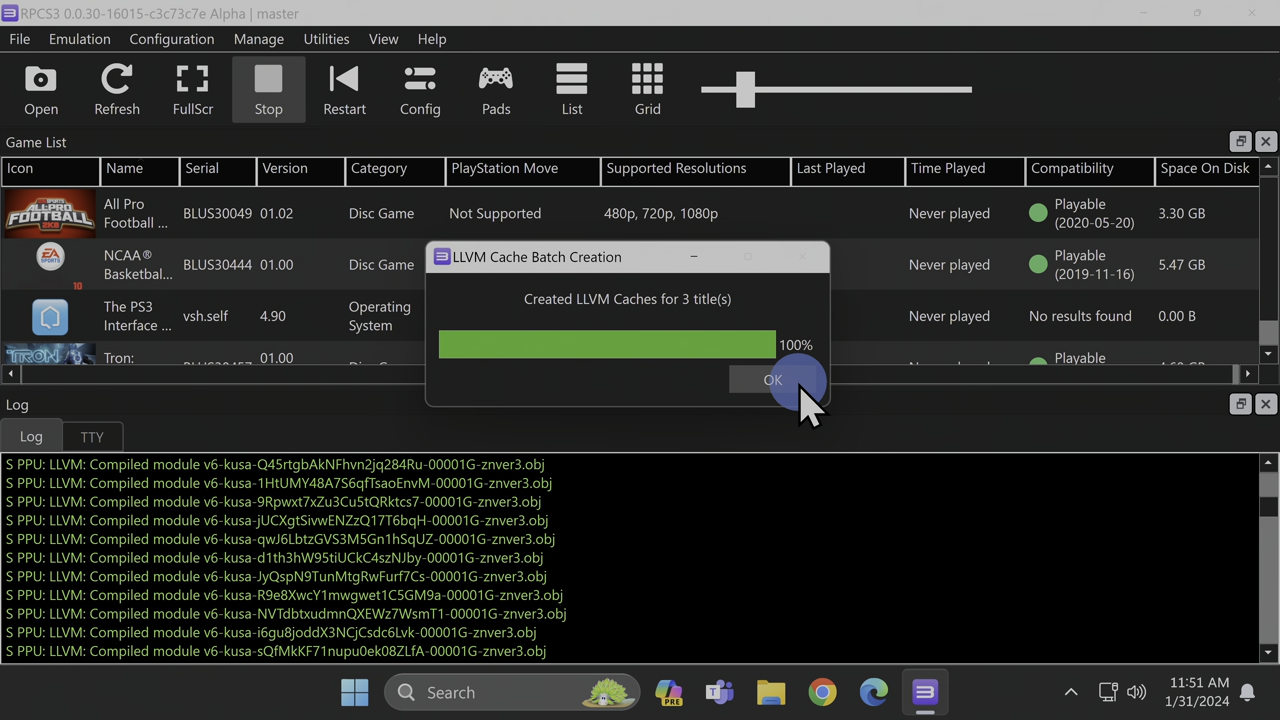 RPCS3 0.0.30-16015-c3c73c7e Alpha | master
File Emulation Configuration Manage Utilities View Help
Open Refresh FullScr Stop Restart Config Pads List Grid
Game List
Icon Name Serial Version Category PlayStation Move Supported Resolutions Last Played Time Played Compatibility Space On Disk
SPORTS
ALL-PRO
FOOTBALL
2K8
All Pro
Football ...
BLUS30049 01.02 Disc Game Not Supported 480p, 720p, 1080p Never played
Playable
(2020-05-20)
3.30 GB
EA
SPORTS
10
NCAA®
Basketbal...
BLUS30444 01.00 Disc Game Never played
Playable
(2019-11-16)
5.47 GB
The PS3
Interface ...
vsh.self 4.90
Operating
System
Never played No results found 0.00 B
TRON
Tron:
01.00
Playable
LLVM Cache Batch Creation
Created LLVM Caches for 3 title(s)
100%
OK
Log
Log TTY
S PPU: LLVM: Compiled module v6-kusa-Q45rtgbAkNFhvn2jq284Ru-00001G-znver3.obj
S PPU: LLVM: Compiled module v6-kusa-1HtUMY48A7S6qfTsaoEnvM-00001G-znver3.obj
S PPU: LLVM: Compiled module v6-kusa-9Rpwxt7xZu3Cu5tQRktcs7-00001G-znver3.obj
S PPU: LLVM: Compiled module v6-kusa-jUCXgtSivwENZzQ17T6bqH-00001G-znver3.obj
S PPU: LLVM: Compiled module v6-kusa-qwJ6LbtzGVS3M5Gn1hSqUZ-00001G-znver3.obj
S PPU: LLVM: Compiled module v6-kusa-d1th3hW95tiUCkC4szNJby-00001G-znver3.obj
S PPU: LLVM: Compiled module v6-kusa-JyQspN9TunMtgRwFurf7Cs-00001G-znver3.obj
S PPU: LLVM: Compiled module v6-kusa-R9e8XwcY1mwgwet1C5GM9a-00001G-znver3.obj
S PPU: LLVM: Compiled module v6-kusa-NVTdbtxudmnQXEWz7WsmT1-00001G-znver3.obj
S PPU: LLVM: Compiled module v6-kusa-i6gu8joddX3NCjCsdc6Lvk-00001G-znver3.obj
S PPU: LLVM: Compiled module v6-kusa-sQfMkKF71nupu0ek08ZLfA-00001G-znver3.obj
Search
PRE
11:51 AM
1/31/2024